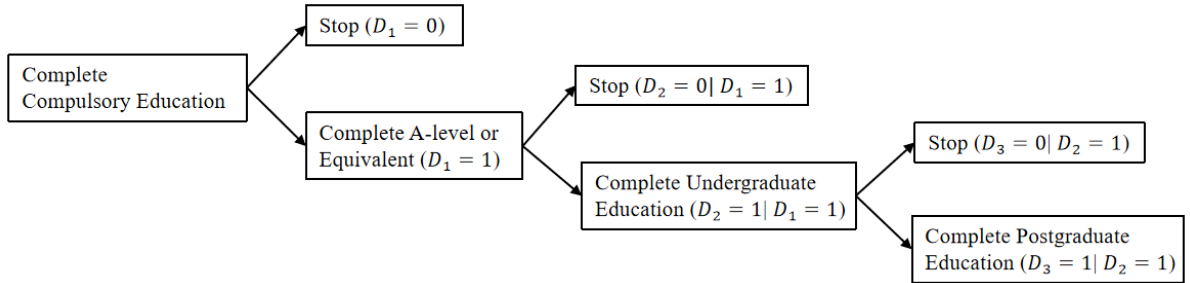 Stop (𝐷₁ = 0)
Complete
Compulsory Education
Stop (𝐷₂ = 0| 𝐷₁ = 1)
Complete A-level or
Equivalent (𝐷₁ = 1)
Stop (𝐷₃ = 0| 𝐷₂ = 1)
Complete Undergraduate
Education (𝐷₂ = 1| 𝐷₁ = 1)
Complete Postgraduate
Education (𝐷₃ = 1| 𝐷₂ = 1)